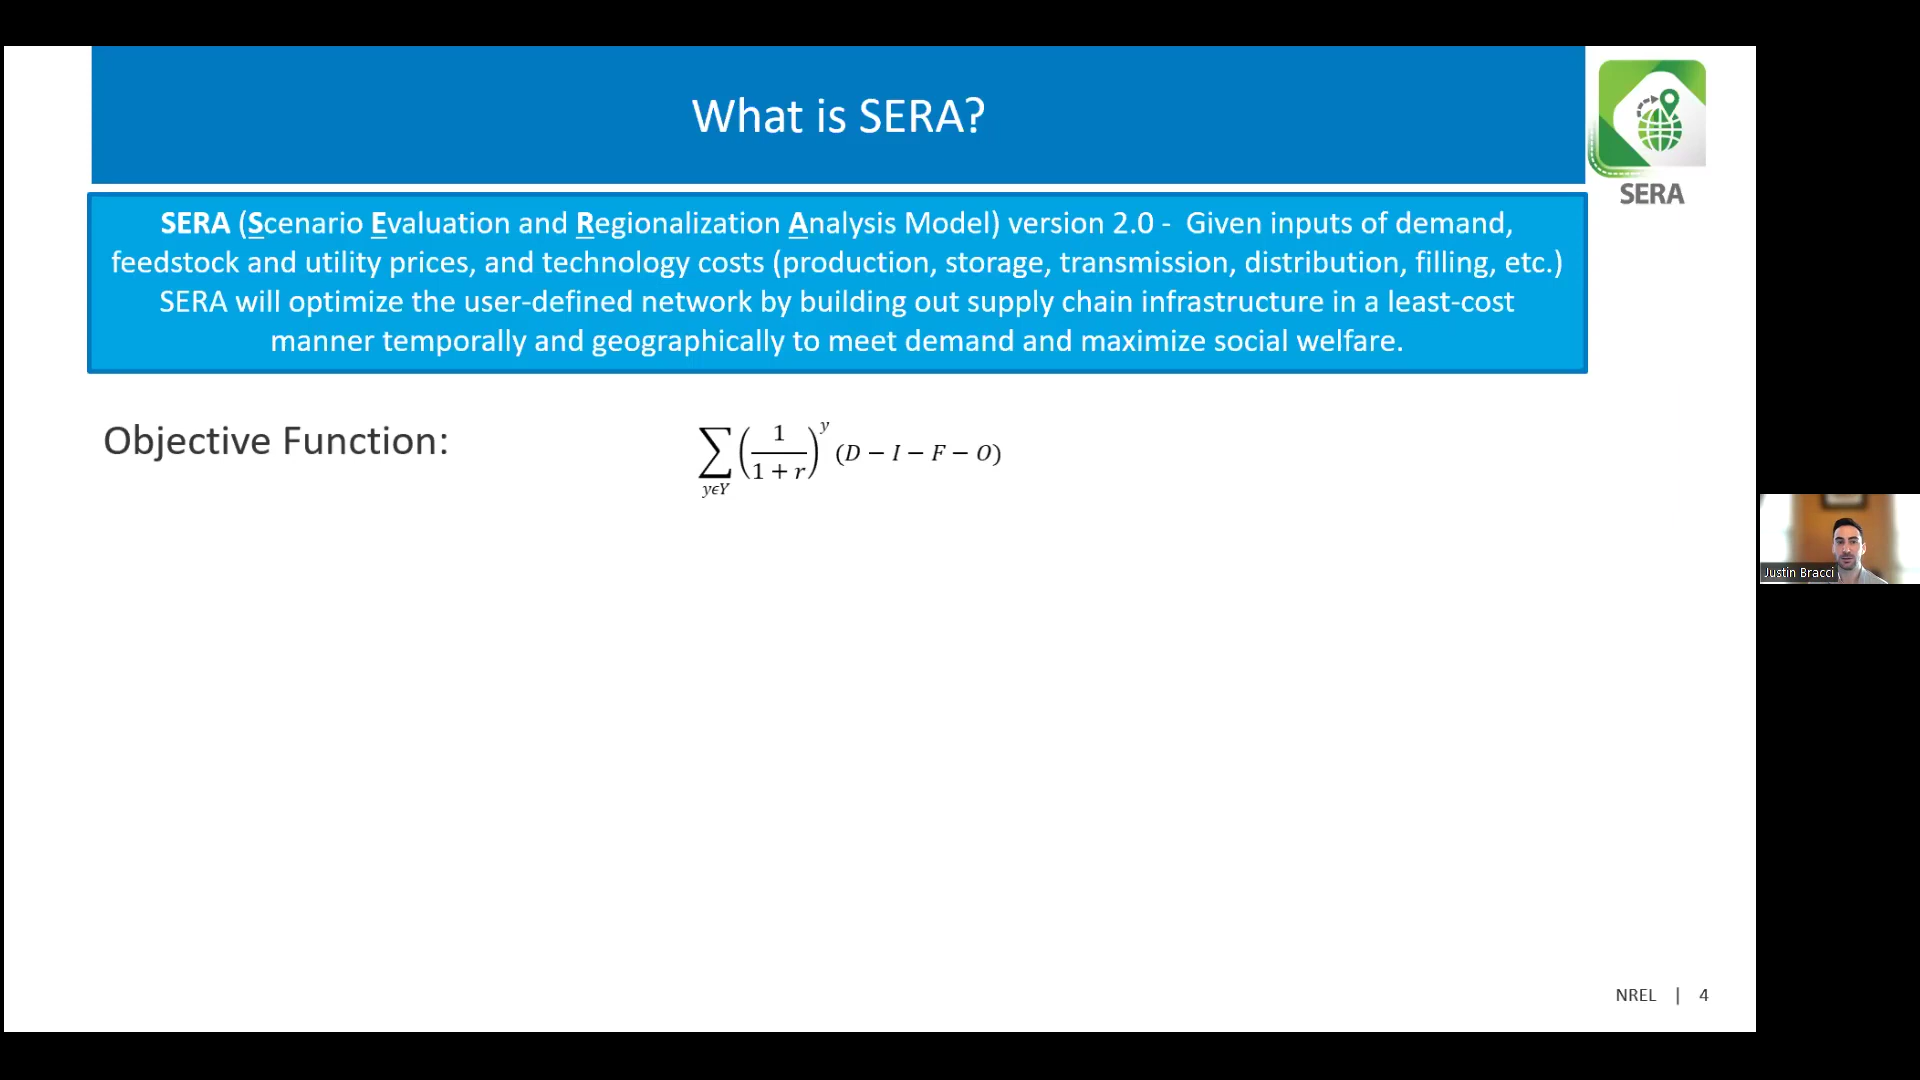 What is SERA?
SERA
SERA (Scenario Evaluation and Regionalization Analysis Model) version 2.0 - Given inputs of demand,
feedstock and utility prices, and technology costs (production, storage, transmission, distribution, filling, etc.)
SERA will optimize the user-defined network by building out supply chain infrastructure in a least-cost
manner temporally and geographically to meet demand and maximize social welfare.
Objective Function: ∑_{yϵY} (1/(1 + r))^y (D − I − F − O)
Justin Bracci
NREL | 4